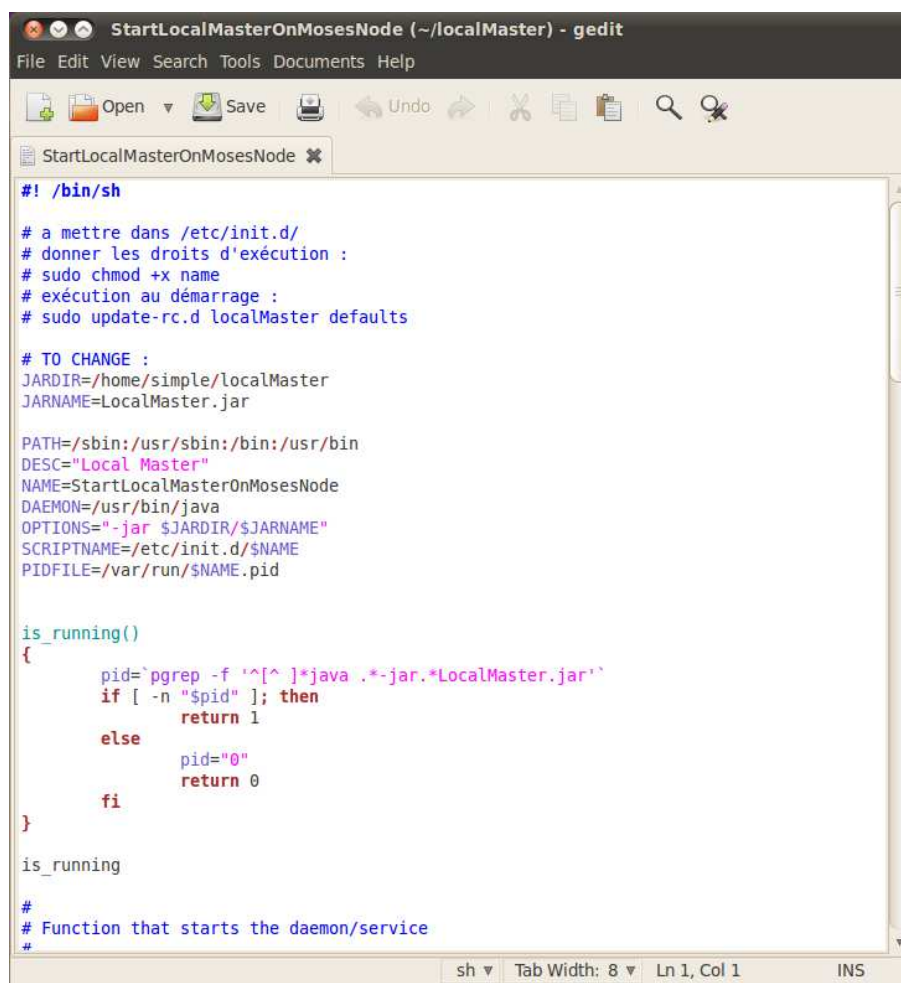 StartLocalMasterOnMosesNode (~/localMaster) - gedit
File Edit View Search Tools Documents Help
Open Save Undo
StartLocalMasterOnMosesNode
#! /bin/sh
# a mettre dans /etc/init.d/
# donner les droits d'exécution :
# sudo chmod +x name
# exécution au démarrage :
# sudo update-rc.d localMaster defaults
# TO CHANGE :
JARDIR=/home/simple/localMaster
JARNAME=LocalMaster.jar
PATH=/sbin:/usr/sbin:/bin:/usr/bin
DESC="Local Master"
NAME=StartLocalMasterOnMosesNode
DAEMON=/usr/bin/java
OPTIONS="-jar $JARDIR/$JARNAME"
SCRIPTNAME=/etc/init.d/$NAME
PIDFILE=/var/run/$NAME.pid
is_running()
{
pid=`pgrep -f '^[^ ]*java .*-jar.*LocalMaster.jar'`
if [ -n "$pid" ]; then
return 1
else
pid="0"
return 0
fi
}
is_running
#
# Function that starts the daemon/service
#
sh Tab Width: 8 Ln 1, Col 1 INS